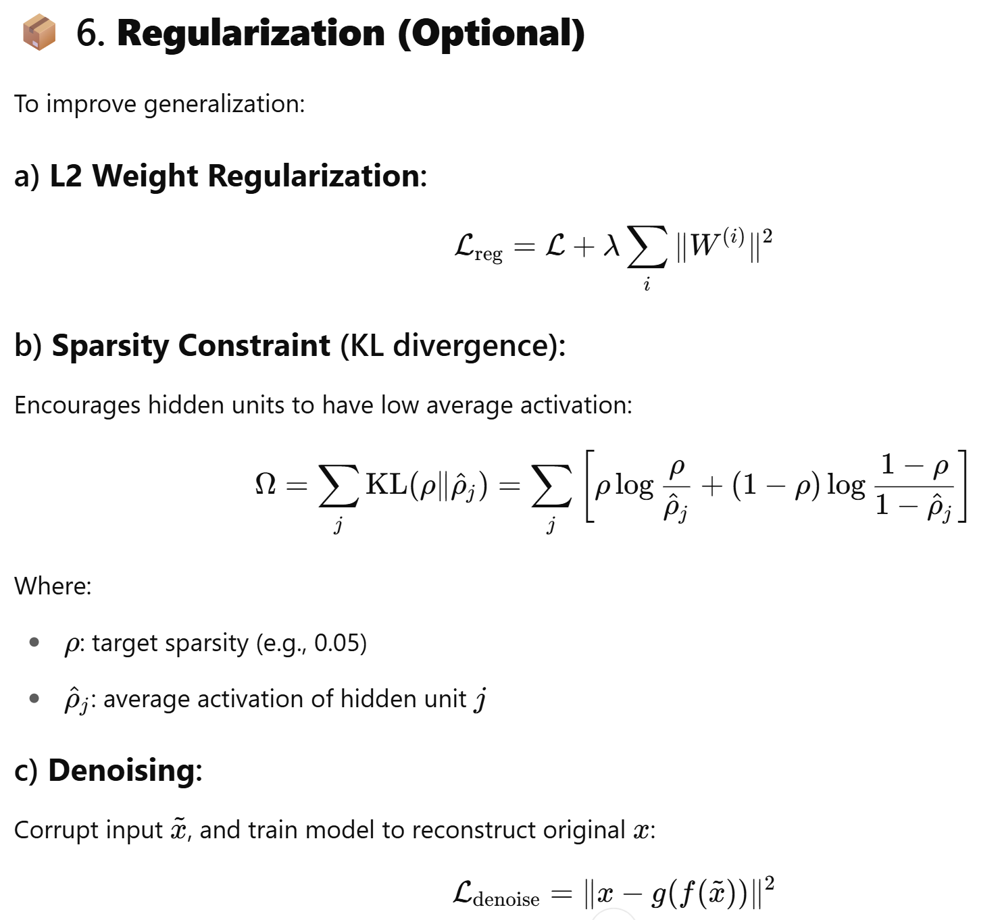 📦 6. Regularization (Optional)
To improve generalization:
a) L2 Weight Regularization:
$\mathcal{L}_{\text{reg}} = \mathcal{L} + \lambda \sum_{i} \|W^{(i)}\|^2$
b) Sparsity Constraint (KL divergence):
Encourages hidden units to have low average activation:
$\Omega = \sum_{j} \text{KL}(\rho \| \hat{\rho}_j) = \sum_{j} \left[ \rho \log \frac{\rho}{\hat{\rho}_j} + (1 - \rho) \log \frac{1 - \rho}{1 - \hat{\rho}_j} \right]$
Where:
• $\rho$: target sparsity (e.g., 0.05)
• $\hat{\rho}_j$: average activation of hidden unit $j$
c) Denoising:
Corrupt input $\tilde{x}$, and train model to reconstruct original $x$:
$\mathcal{L}_{\text{denoise}} = \|x - g(f(\tilde{x}))\|^2$